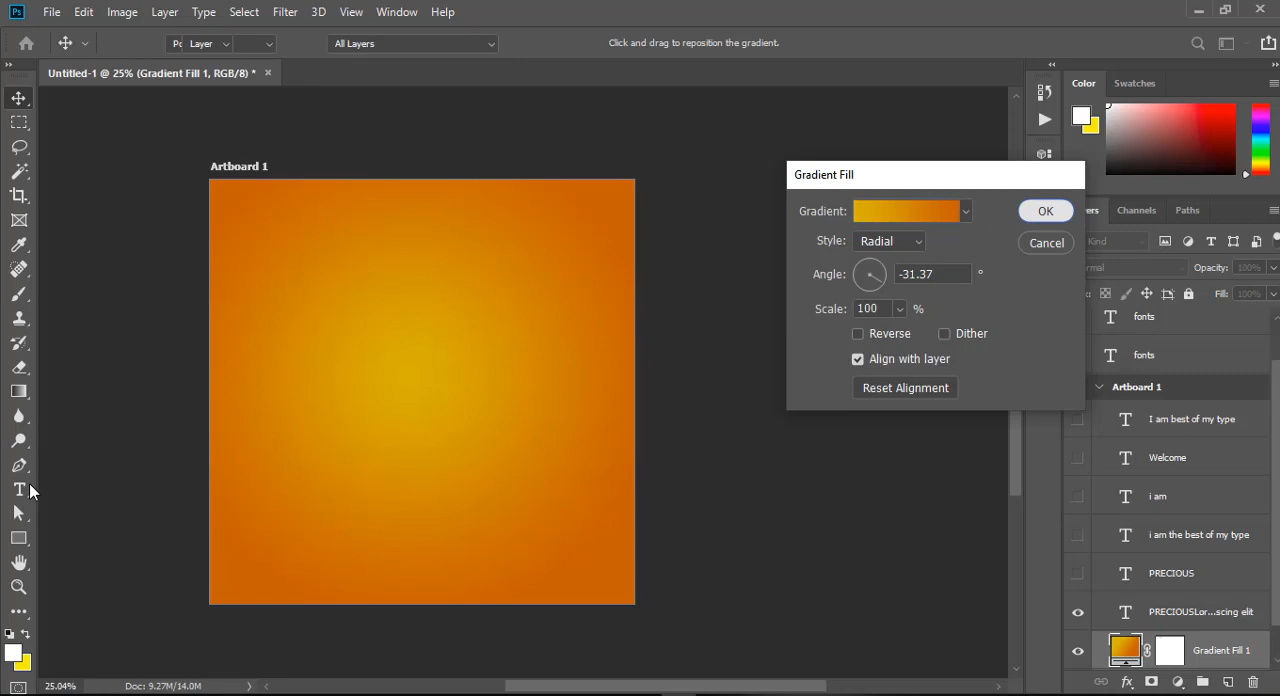 Ps File Edit Image Layer Type Select Filter 3D View Window Help
Layer All Layers Click and drag to reposition the gradient.
Untitled-1 @ 25% (Gradient Fill 1, RGB/8) * ×
Artboard 1
Color Swatches
Gradient Fill
Gradient: OK
Style: Radial Cancel
Angle: -31.37 °
Scale: 100 %
Reverse Dither
Align with layer
Reset Alignment
Channels Paths
Kind
Opacity: 100%
Fill: 100%
fonts
fonts
Artboard 1
I am best of my type
Welcome
i am
i am the best of my type
PRECIOUS
PRECIOUSLor...scing elit
Gradient Fill 1
25.04% Doc: 9.27M/14.0M